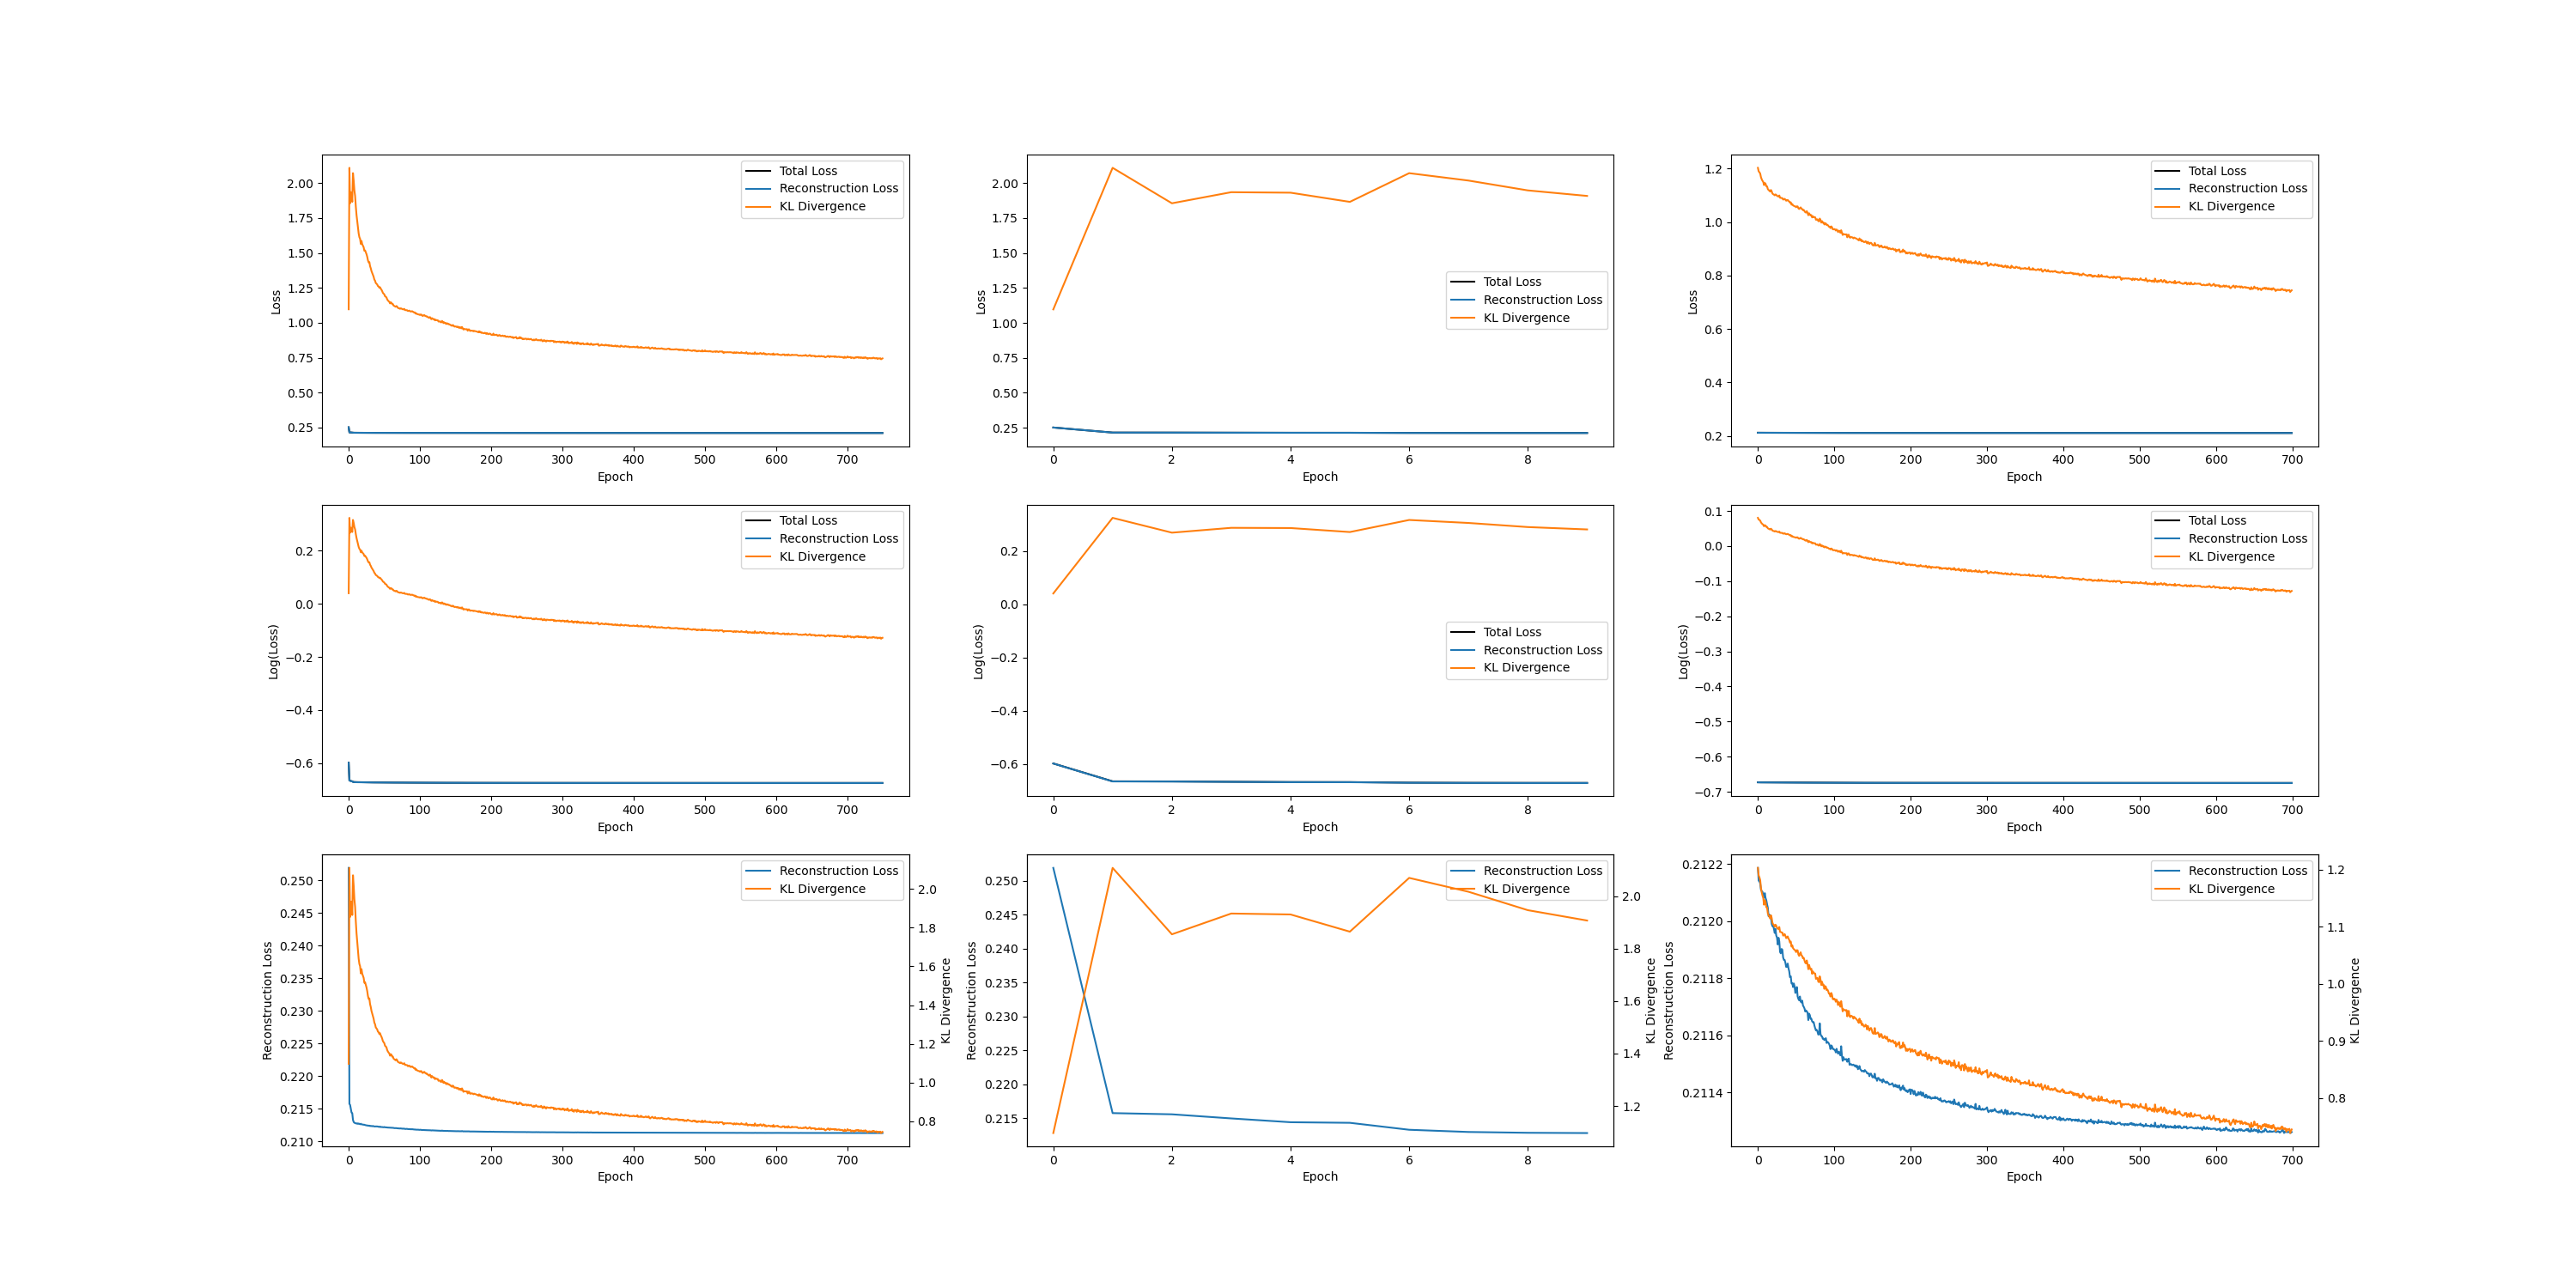 Total Loss
Reconstruction Loss
KL Divergence
Loss
2.00
1.75
1.50
1.25
1.00
0.75
0.50
0.25
0 100 200 300 400 500 600 700
Epoch
Total Loss
Reconstruction Loss
KL Divergence
Loss
2.00
1.75
1.50
1.25
1.00
0.75
0.50
0.25
0 2 4 6 8
Epoch
Total Loss
Reconstruction Loss
KL Divergence
Loss
1.2
1.0
0.8
0.6
0.4
0.2
0 100 200 300 400 500 600 700
Epoch
Total Loss
Reconstruction Loss
KL Divergence
Log(Loss)
0.2
0.0
−0.2
−0.4
−0.6
0 100 200 300 400 500 600 700
Epoch
Total Loss
Reconstruction Loss
KL Divergence
Log(Loss)
0.2
0.0
−0.2
−0.4
−0.6
0 2 4 6 8
Epoch
Total Loss
Reconstruction Loss
KL Divergence
Log(Loss)
0.1
0.0
−0.1
−0.2
−0.3
−0.4
−0.5
−0.6
−0.7
0 100 200 300 400 500 600 700
Epoch
Reconstruction Loss
KL Divergence
Reconstruction Loss
0.250
0.245
0.240
0.235
0.230
0.225
0.220
0.215
0.210
2.0
1.8
1.6
1.4
1.2
1.0
0.8
KL Divergence
0 100 200 300 400 500 600 700
Epoch
Reconstruction Loss
KL Divergence
Reconstruction Loss
0.250
0.245
0.240
0.235
0.230
0.225
0.220
0.215
2.0
1.8
1.6
1.4
1.2
KL Divergence
0 2 4 6 8
Epoch
Reconstruction Loss
KL Divergence
Reconstruction Loss
0.2122
0.2120
0.2118
0.2116
0.2114
1.2
1.1
1.0
0.9
0.8
KL Divergence
0 100 200 300 400 500 600 700
Epoch